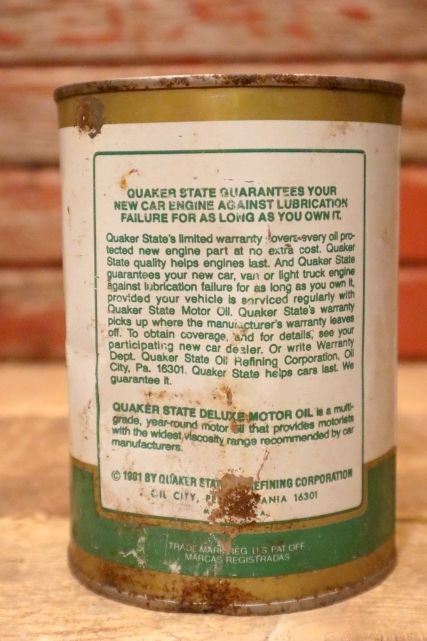 QUAKER STATE GUARANTEES YOUR
NEW CAR ENGINE AGAINST LUBRICATION
FAILURE FOR AS LONG AS YOU OWN IT.
Quaker State's limited warranty covers every oil pro-
tected new engine part at no extra cost. Quaker
State quality helps engines last. And Quaker State
guarantees your new car, van or light truck engine
against lubrication failure for as long as you own it,
provided your vehicle is serviced regularly with
Quaker State Motor Oil. Quaker State's warranty
picks up where the manufacturer's warranty leaves
off. To obtain coverage, and for details, see your
participating new car dealer. Or write Warranty
Dept. Quaker State Oil Refining Corporation, Oil
City, Pa. 16301. Quaker State helps cars last. We
guarantee it.
QUAKER STATE DELUXE MOTOR OIL is a multi-
grade, year-round motor oil that provides motorists
with the widest viscosity range recommended by car
manufacturers.
© 1981 BY QUAKER STATE REFINING CORPORATION
OIL CITY, PENNSYLVANIA 16301
TRADE MARK REG. U.S. PAT. OFF.
MARCAS REGISTRADAS